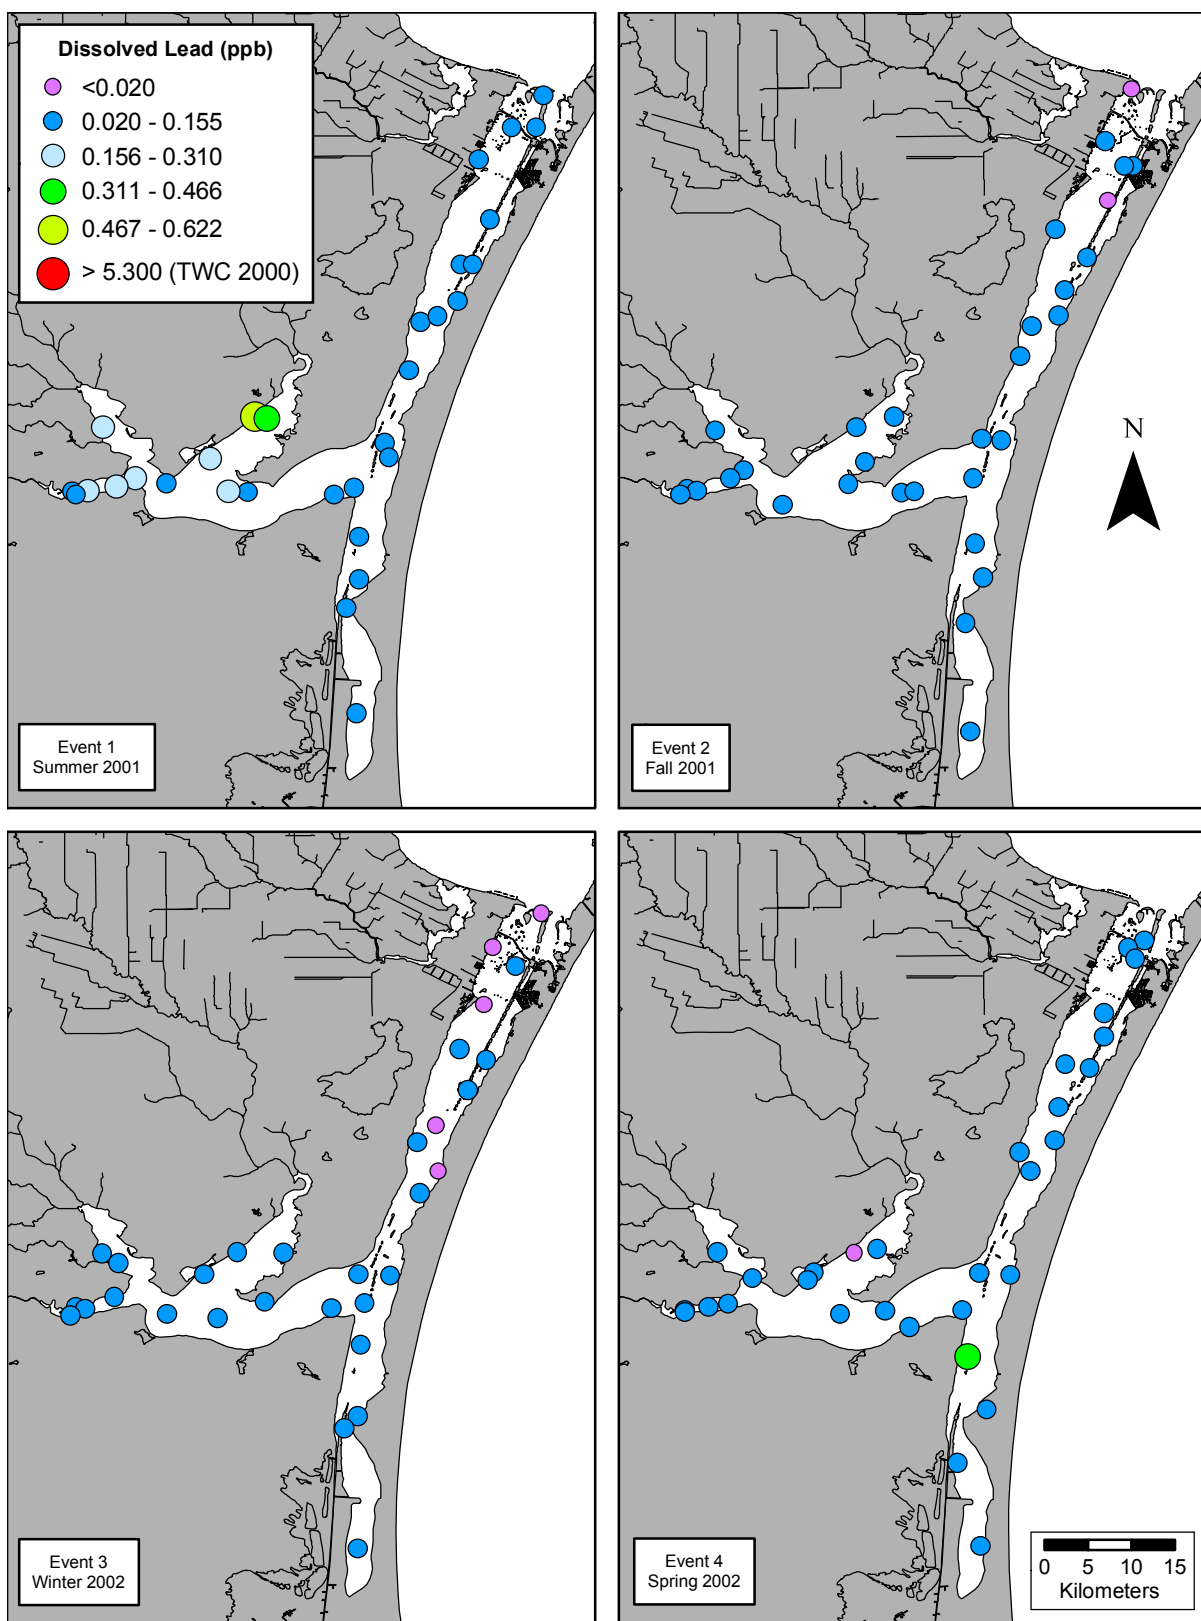 Dissolved Lead (ppb)
<0.020
0.020 - 0.155
0.156 - 0.310
0.311 - 0.466
0.467 - 0.622
> 5.300 (TWC 2000)
Event 1
Summer 2001
N
Event 2
Fall 2001
Event 3
Winter 2002
Event 4
Spring 2002
0 5 10 15
Kilometers